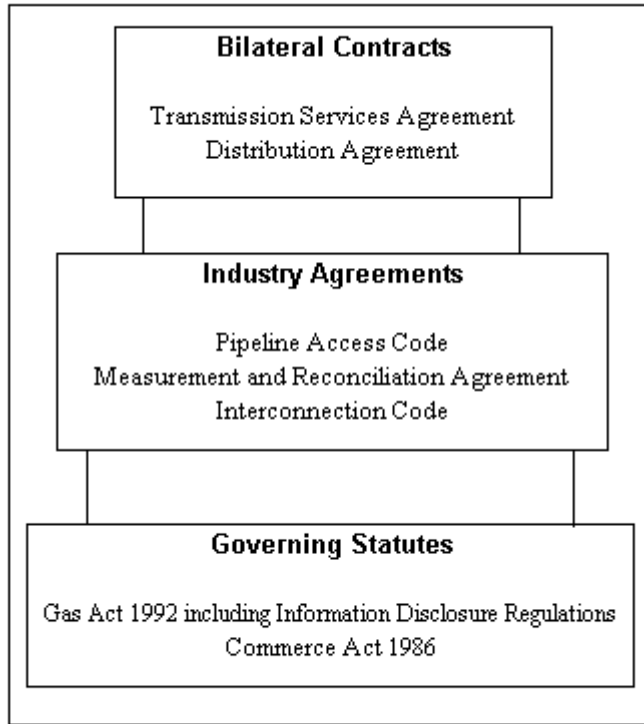 Bilateral Contracts
Transmission Services Agreement
Distribution Agreement
Industry Agreements
Pipeline Access Code
Measurement and Reconciliation Agreement
Interconnection Code
Governing Statutes
Gas Act 1992 including Information Disclosure Regulations
Commerce Act 1986